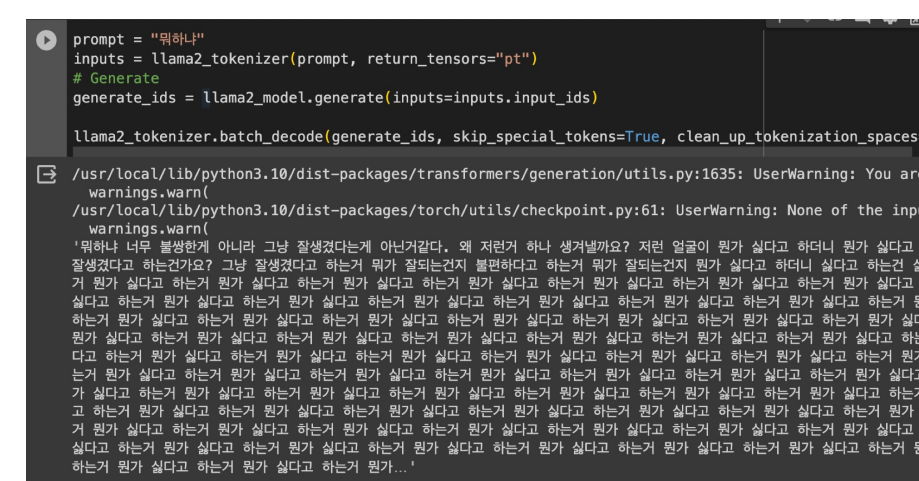 prompt = "뭐하냐"
inputs = llama2_tokenizer(prompt, return_tensors="pt")
# Generate
generate_ids = llama2_model.generate(inputs=inputs.input_ids)
llama2_tokenizer.batch_decode(generate_ids, skip_special_tokens=True, clean_up_tokenization_spaces
/usr/local/lib/python3.10/dist-packages/transformers/generation/utils.py:1635: UserWarning: You are
warnings.warn(
/usr/local/lib/python3.10/dist-packages/torch/utils/checkpoint.py:61: UserWarning: None of the inpu
warnings.warn(
'뭐하냐 너무 불쌍한게 아니라 그냥 잘생겼다는게 아닌거같다. 왜 저런거 하나 생겨낼까요? 저런 얼굴이 뭔가 싫다고 하더니 뭔가 싫다고
잘생겼다고 하는건가요? 그냥 잘생겼다고 하는거 뭐가 잘되는건지 불편하다고 하는거 뭐가 잘되는건지 뭔가 싫다고 하더니 싫다고 하는건
거 뭔가 싫다고 하는거 뭔가 싫다고 하는거 뭔가 싫다고 하는거 뭔가 싫다고 하는거 뭔가 싫다고 하는거 뭔가 싫다고 하는거 뭔가 싫다고
싫다고 하는거 뭔가 싫다고 하는거 뭔가 싫다고 하는거 뭔가 싫다고 하는거 뭔가 싫다고 하는거 뭔가 싫다고 하는거 뭔가 싫다고 하는거
하는거 뭔가 싫다고 하는거 뭔가 싫다고 하는거 뭔가 싫다고 하는거 뭔가 싫다고 하는거 뭔가 싫다고 하는거 뭔가 싫다고 하는거 뭔가
뭔가 싫다고 하는거 뭔가 싫다고 하는거 뭔가 싫다고 하는거 뭔가 싫다고 하는거 뭔가 싫다고 하는거 뭔가 싫다고 하는거 뭔가 싫다고
다고 하는거 뭔가 싫다고 하는거 뭔가 싫다고 하는거 뭔가 싫다고 하는거 뭔가 싫다고 하는거 뭔가 싫다고 하는거 뭔가 싫다고 하는거
는거 뭔가 싫다고 하는거 뭔가 싫다고 하는거 뭔가 싫다고 하는거 뭔가 싫다고 하는거 뭔가 싫다고 하는거 뭔가 싫다고 하는거 뭔가
가 싫다고 하는거 뭔가 싫다고 하는거 뭔가 싫다고 하는거 뭔가 싫다고 하는거 뭔가 싫다고 하는거 뭔가 싫다고 하는거 뭔가 싫다고
고 하는거 뭔가 싫다고 하는거 뭔가 싫다고 하는거 뭔가 싫다고 하는거 뭔가 싫다고 하는거 뭔가 싫다고 하는거 뭔가 싫다고 하는거 뭔가
거 뭔가 싫다고 하는거 뭔가 싫다고 하는거 뭔가 싫다고 하는거 뭔가 싫다고 하는거 뭔가 싫다고 하는거 뭔가 싫다고 하는거 뭔가 싫다고
싫다고 하는거 뭔가 싫다고 하는거 뭔가 싫다고 하는거 뭔가 싫다고 하는거 뭔가 싫다고 하는거 뭔가 싫다고 하는거 뭔가 싫다고 하는거
하는거 뭔가 싫다고 하는거 뭔가 싫다고 하는거 뭔가...'